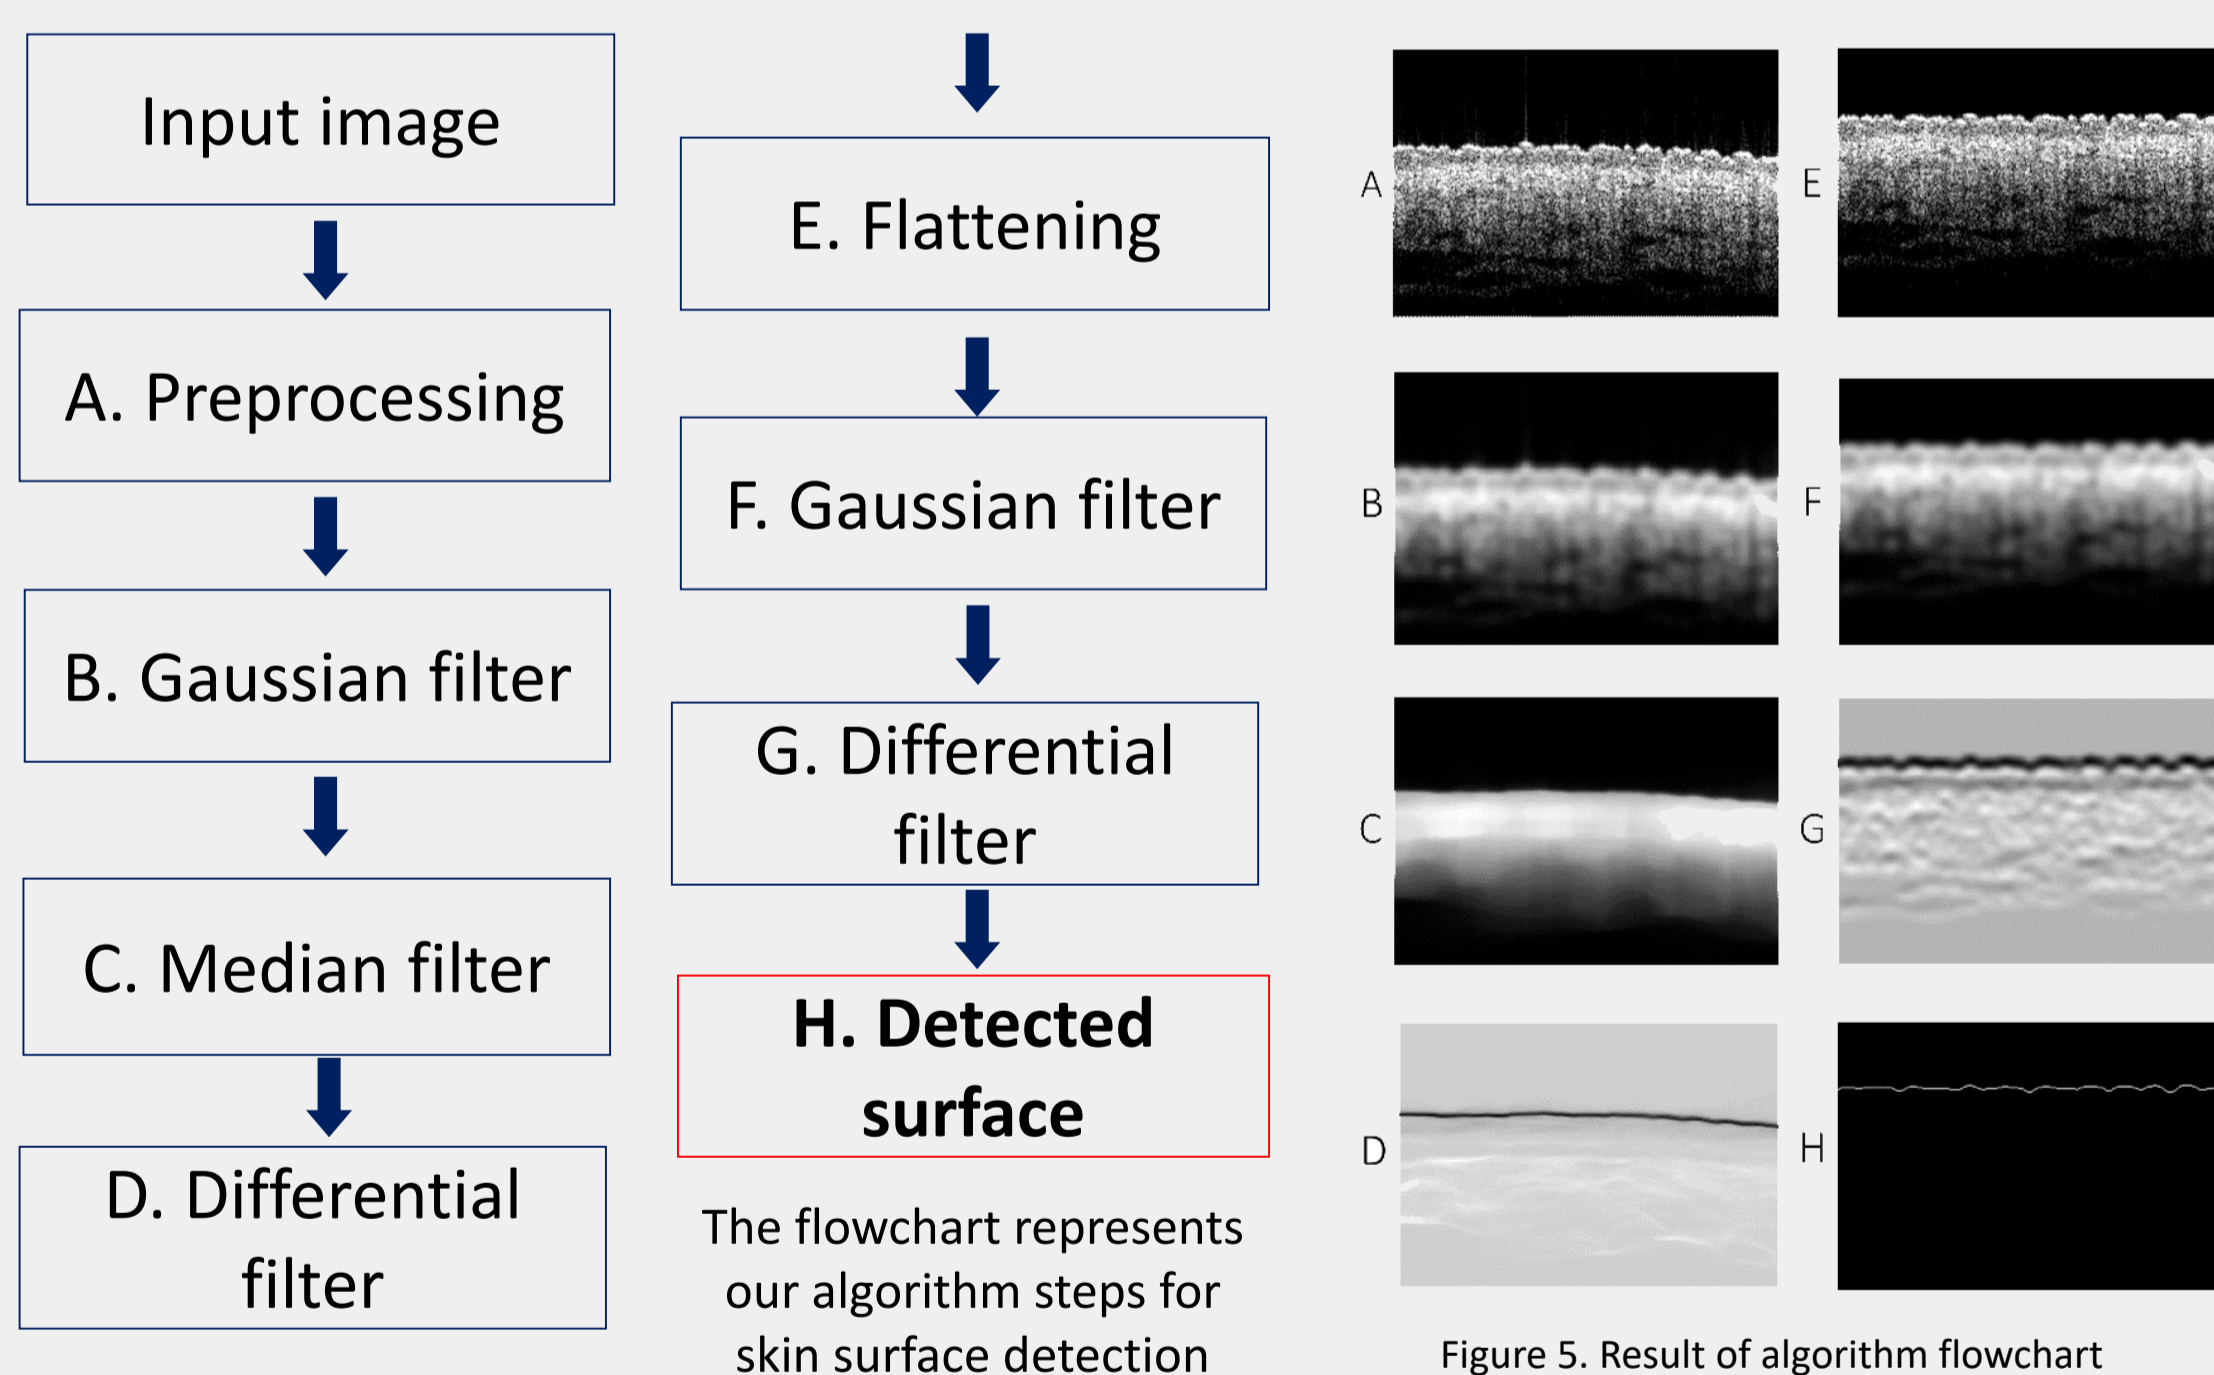 Input image
A. Preprocessing
B. Gaussian filter
C. Median filter
D. Differential
filter
E. Flattening
F. Gaussian filter
G. Differential
filter
H. Detected
surface
The flowchart represents
our algorithm steps for
skin surface detection
A
E
B
F
C
G
D
H
Figure 5. Result of algorithm flowchart